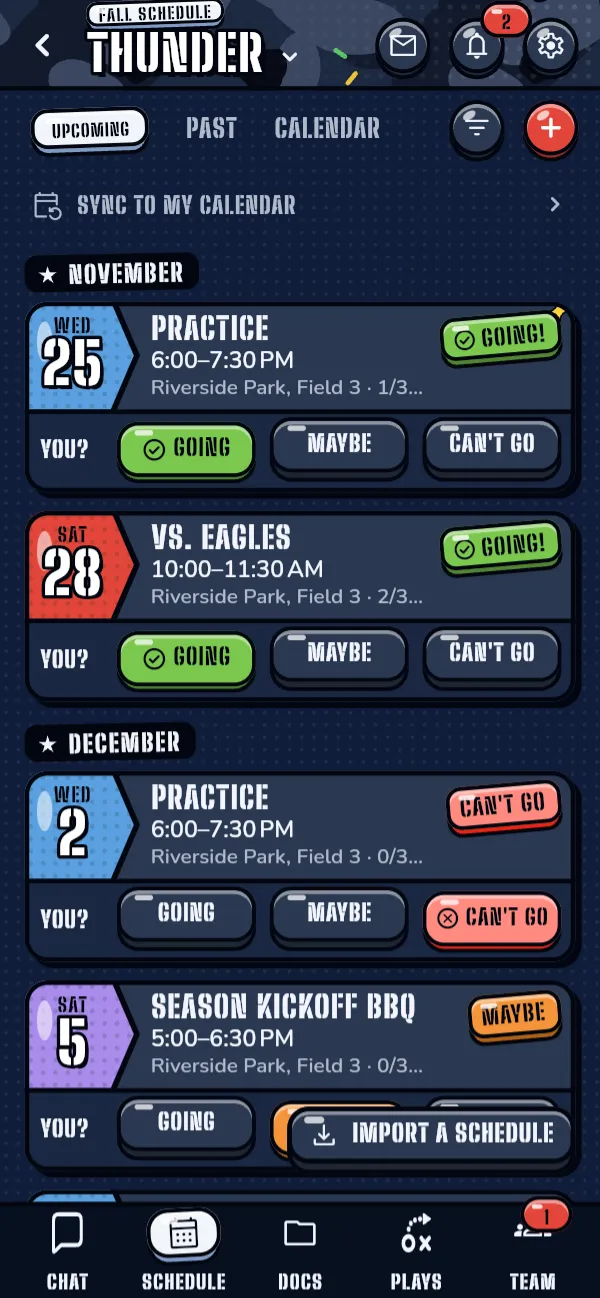 FALL SCHEDULE
THUNDER
2
UPCOMING
PAST
CALENDAR
SYNC TO MY CALENDAR
★ NOVEMBER
WED
25
PRACTICE
6:00–7:30 PM
Riverside Park, Field 3 · 1/3...
GOING!
YOU?
GOING
MAYBE
CAN'T GO
SAT
28
VS. EAGLES
10:00–11:30 AM
Riverside Park, Field 3 · 2/3...
GOING!
YOU?
GOING
MAYBE
CAN'T GO
★ DECEMBER
WED
2
PRACTICE
6:00–7:30 PM
Riverside Park, Field 3 · 0/3...
CAN'T GO
YOU?
GOING
MAYBE
CAN'T GO
SAT
5
SEASON KICKOFF BBQ
5:00–6:30 PM
Riverside Park, Field 3 · 0/3...
MAYBE
YOU?
GOING
IMPORT A SCHEDULE
1
CHAT
SCHEDULE
DOCS
PLAYS
TEAM